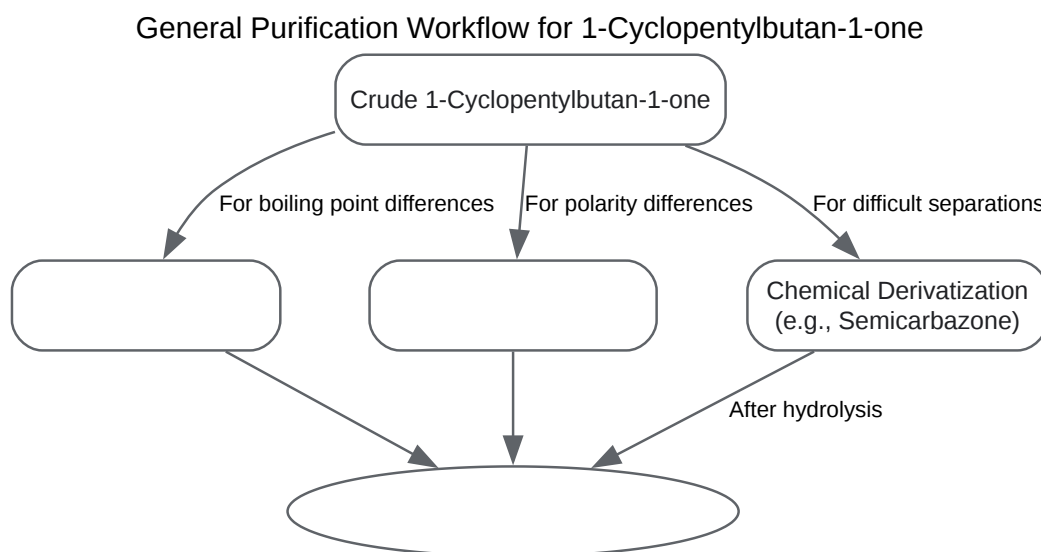 General Purification Workflow for 1-Cyclopentylbutan-1-one
Crude 1-Cyclopentylbutan-1-one
For boiling point differences
For polarity differences
For difficult separations
Chemical Derivatization
(e.g., Semicarbazone)
After hydrolysis